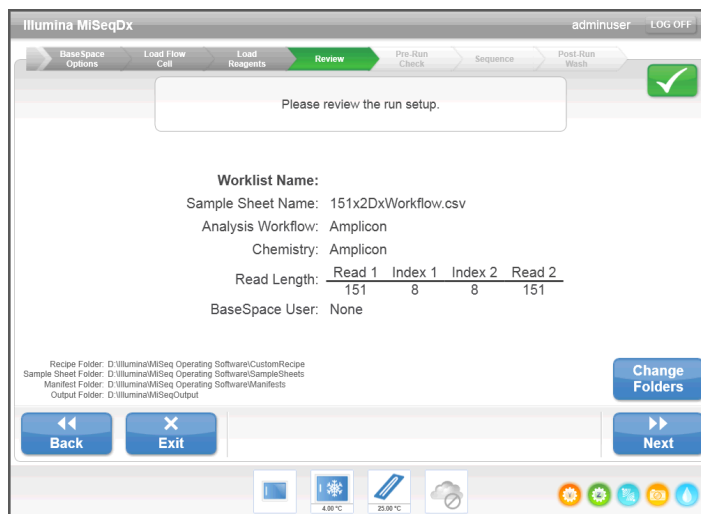 Illumina MiSeqDx
adminuser LOG OFF
BaseSpace Options
Load Flow Cell
Load Reagents
Review
Pre-Run Check
Sequence
Post-Run Wash
Please review the run setup.
Worklist Name:
Sample Sheet Name: 151x2DxWorkflow.csv
Analysis Workflow: Amplicon
Chemistry: Amplicon
Read Length: Read 1 Index 1 Index 2 Read 2
151 8 8 151
BaseSpace User: None
Recipe Folder: D:\Illumina\MiSeq Operating Software\CustomRecipe
Sample Sheet Folder: D:\Illumina\MiSeq Operating Software\SampleSheets
Manifest Folder: D:\Illumina\MiSeq Operating Software\Manifests
Output Folder: D:\Illumina\MiSeqOutput
Change Folders
Back
Exit
Next
4.00 °C
25.00 °C